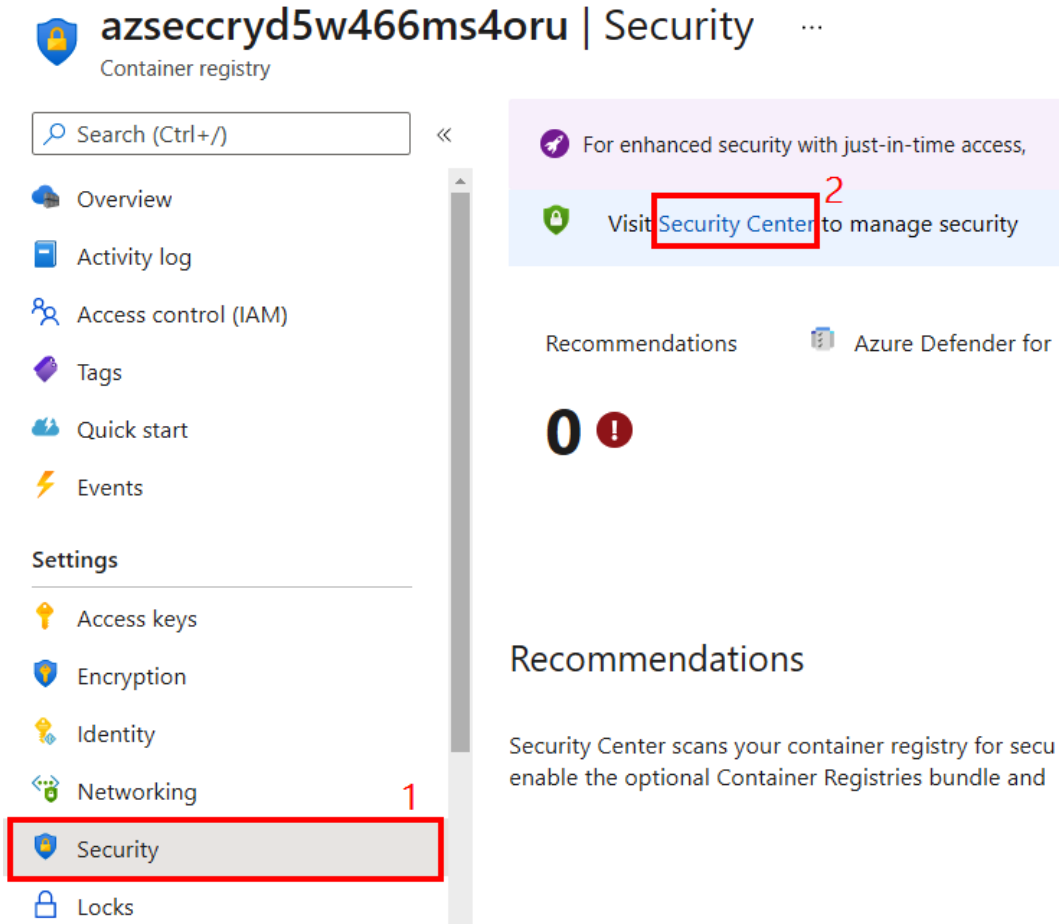 azseccryd5w466ms4oru | Security ...
Container registry
Search (Ctrl+/)
«
Overview
Activity log
Access control (IAM)
Tags
Quick start
Events
Settings
Access keys
Encryption
Identity
Networking
1
Security
Locks
For enhanced security with just-in-time access,
2
Visit Security Center to manage security
Recommendations
Azure Defender for
0
Recommendations
Security Center scans your container registry for secu
enable the optional Container Registries bundle and